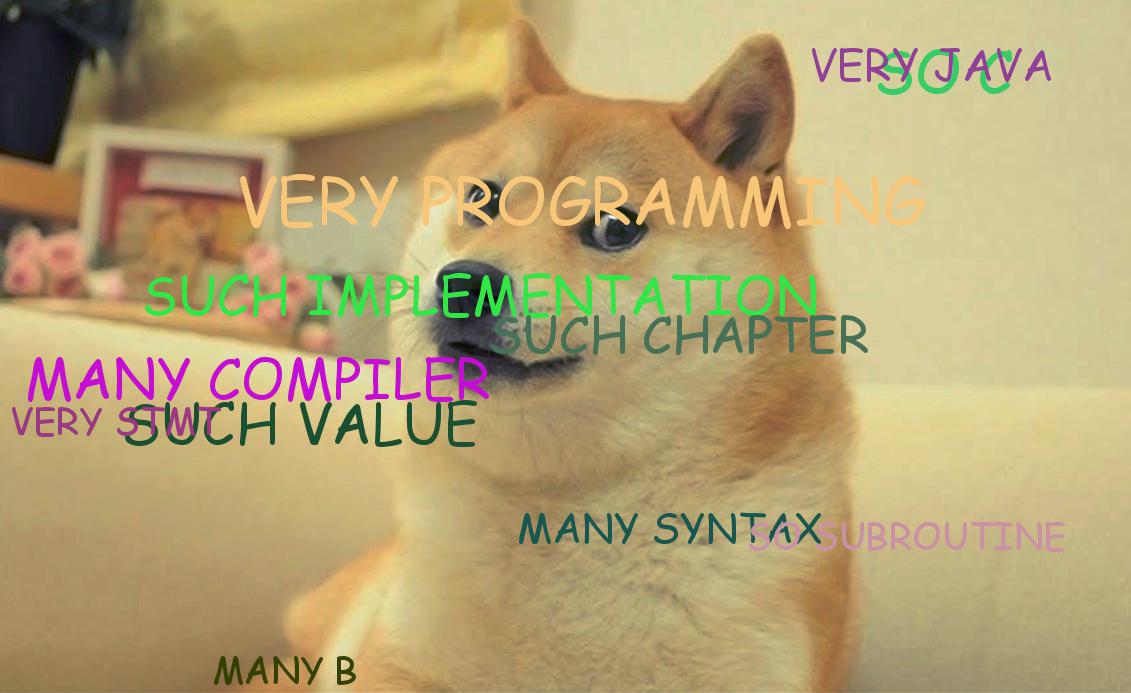 VERY JAVA
SO C
VERY PROGRAMMING
SUCH IMPLEMENTATION
SUCH CHAPTER
MANY COMPILER
VERY STMT
SUCH VALUE
MANY SYNTAX
SO SUBROUTINE
MANY B